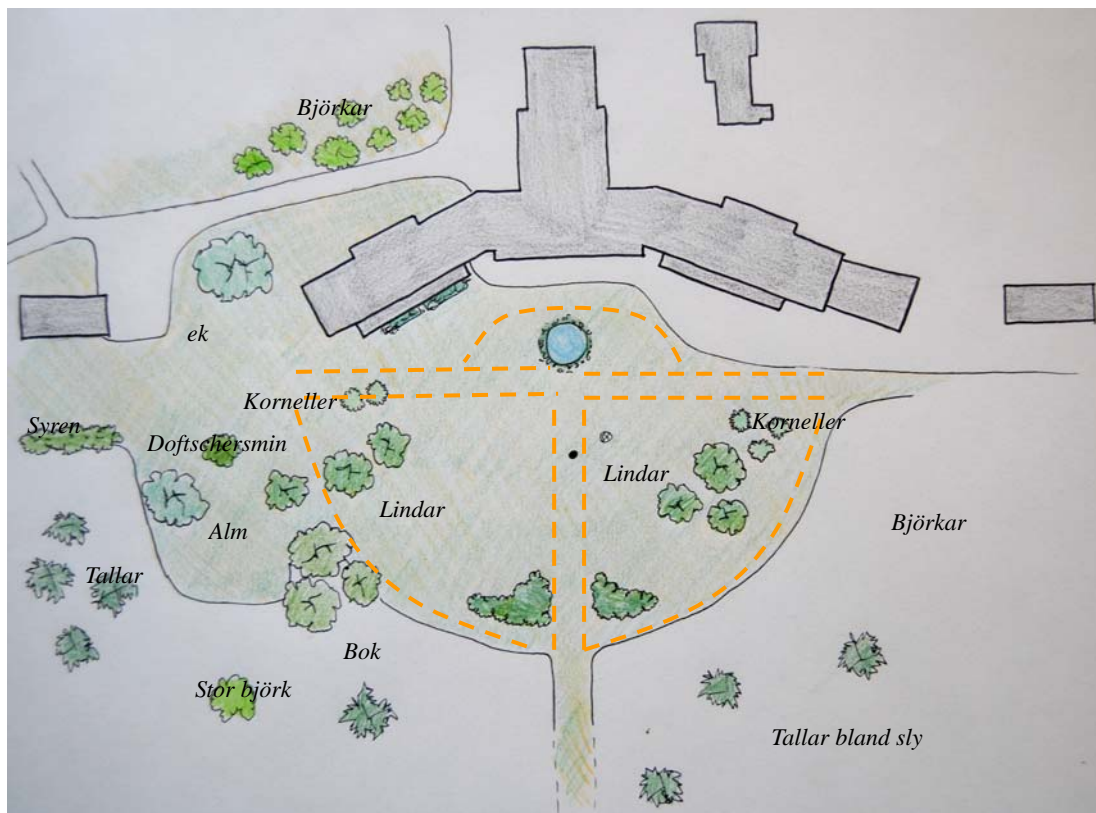 Björkar
ek
Korneller
Korneller
Syren
Doftschersmin
Lindar
Lindar
Alm
Björkar
Tallar
Bok
Stor björk
Tallar bland sly